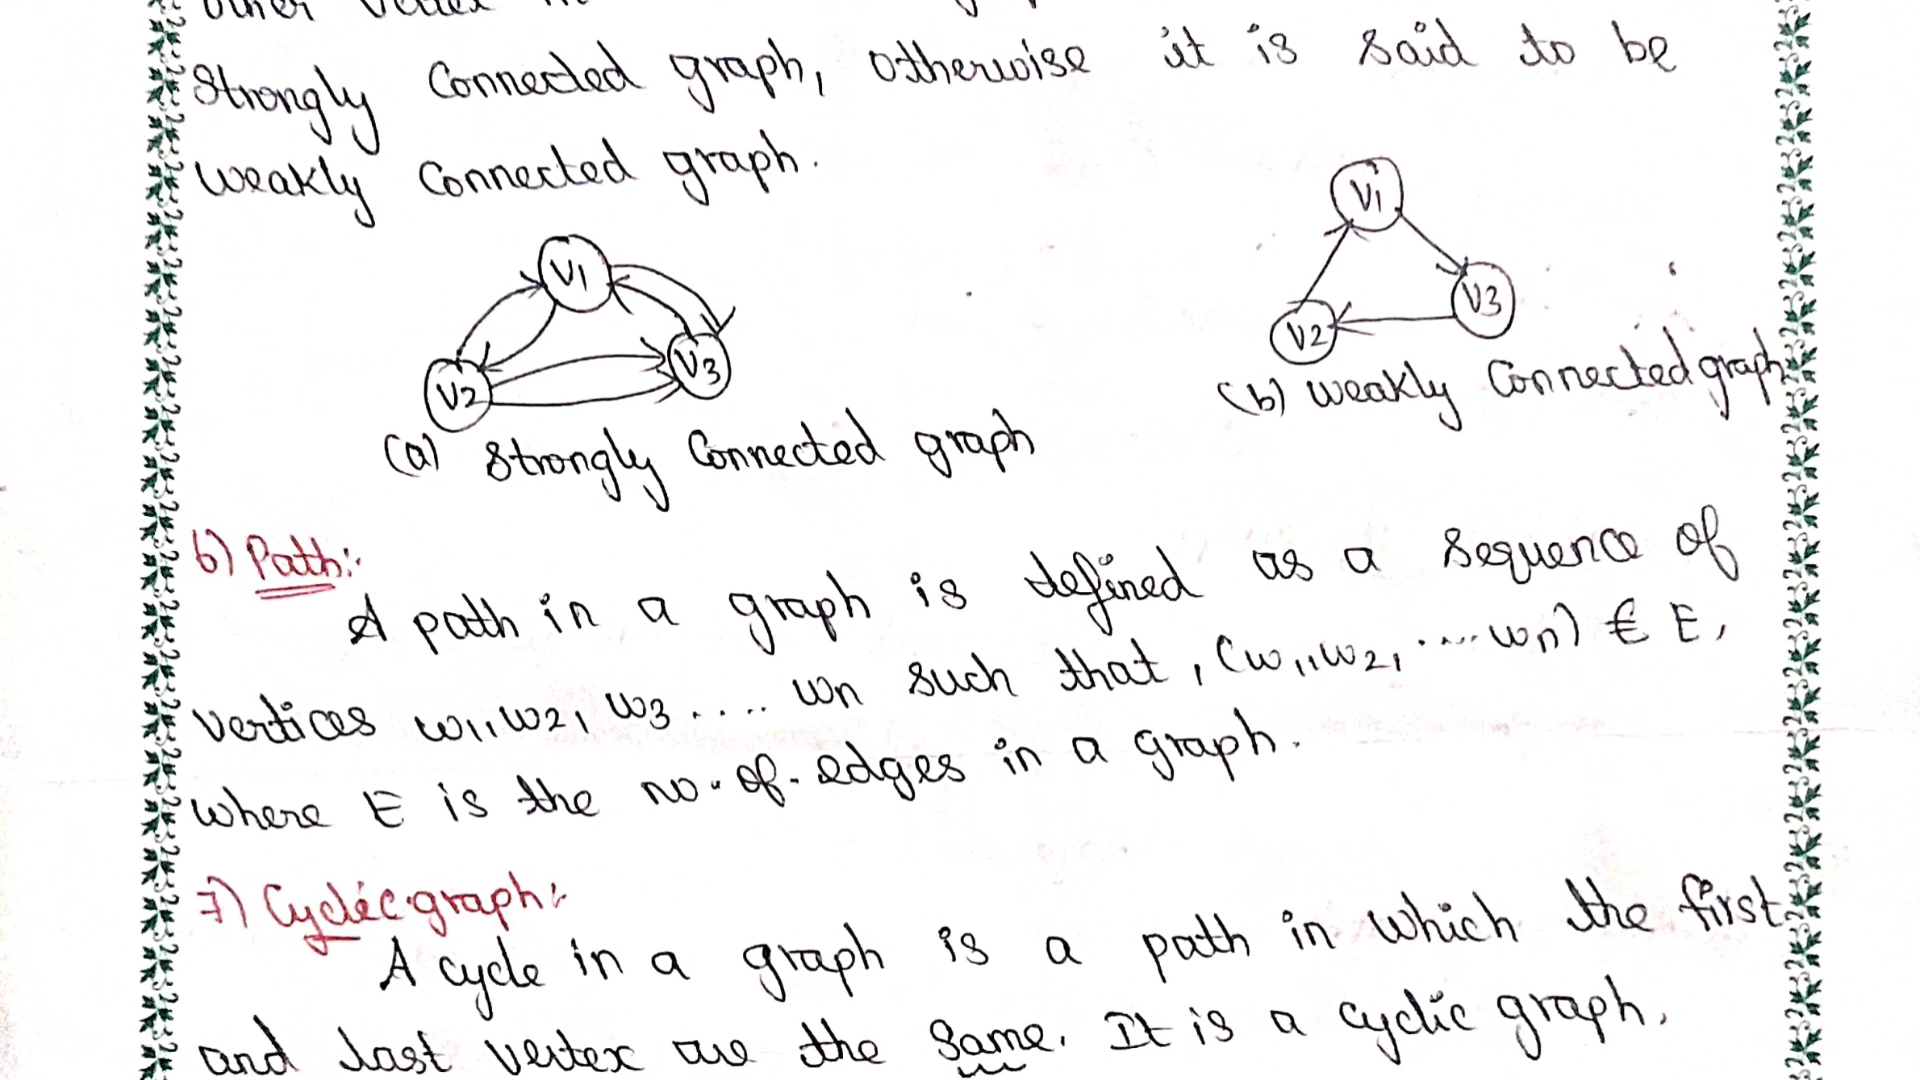 other vertex in
Strongly Connected graph, otherwise it is said to be
weakly Connected graph.
V1
V2
V3
(a) Strongly Connected graph
V1
V2
V3
(b) weakly Connected graph
6) Path:-
A path in a graph is defined as a sequence of
vertices w1, w2, w3 .... wn such that, (w1, w2, .... wn) € E,
where E is the no. of. edges in a graph.
7) Cyclic graph:-
A cycle in a graph is a path in which the first
and last vertex are the same. It is a cyclic graph.